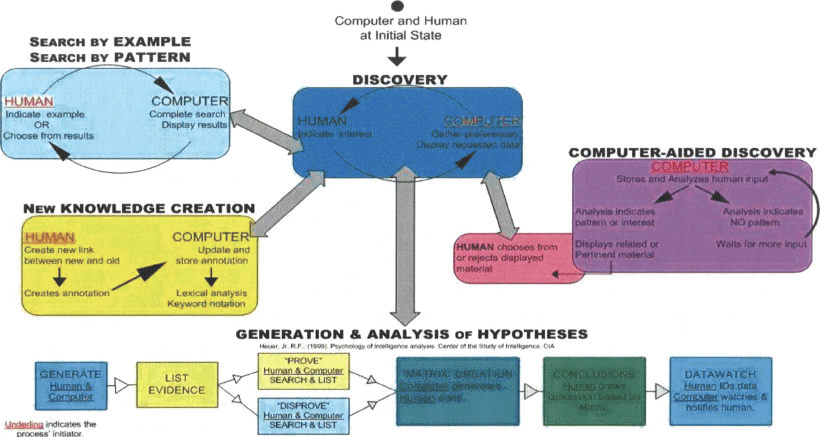 Computer and Human
at Initial State
SEARCH BY EXAMPLE
SEARCH BY PATTERN
HUMAN
Indicate example
OR
Choose from results
COMPUTER
Complete search
Display results
DISCOVERY
HUMAN
Indicate interest
COMPUTER
Gather preferences
Display requested data
COMPUTER-AIDED DISCOVERY
COMPUTER
Stores and Analyzes human input
Analysis indicates
pattern or interest
Analysis indicates
NO pattern
Displays related or
Pertinent material
Waits for more input
HUMAN chooses from
or rejects displayed
material
NEW KNOWLEDGE CREATION
HUMAN
Create new link
between new and old
Creates annotation
COMPUTER
Update and
store annotation
Lexical analysis
Keyword notation
GENERATION & ANALYSIS OF HYPOTHESES
Heuer, Jr. R.F., (1999). Psychology of Intelligence analysis. Center of the Study of Intelligence. CIA
GENERATE
Human &
Computer
LIST
EVIDENCE
"PROVE"
Human & Computer
SEARCH & LIST
"DISPROVE"
Human & Computer
SEARCH & LIST
MATRIX CREATION
Computer generates.
Human edits.
CONCLUSIONS
Human draws
conclusion based on
Matrix.
DATAWATCH
Human IDs data
Computer watches &
notifies human.
Underling indicates the
process' initiator.